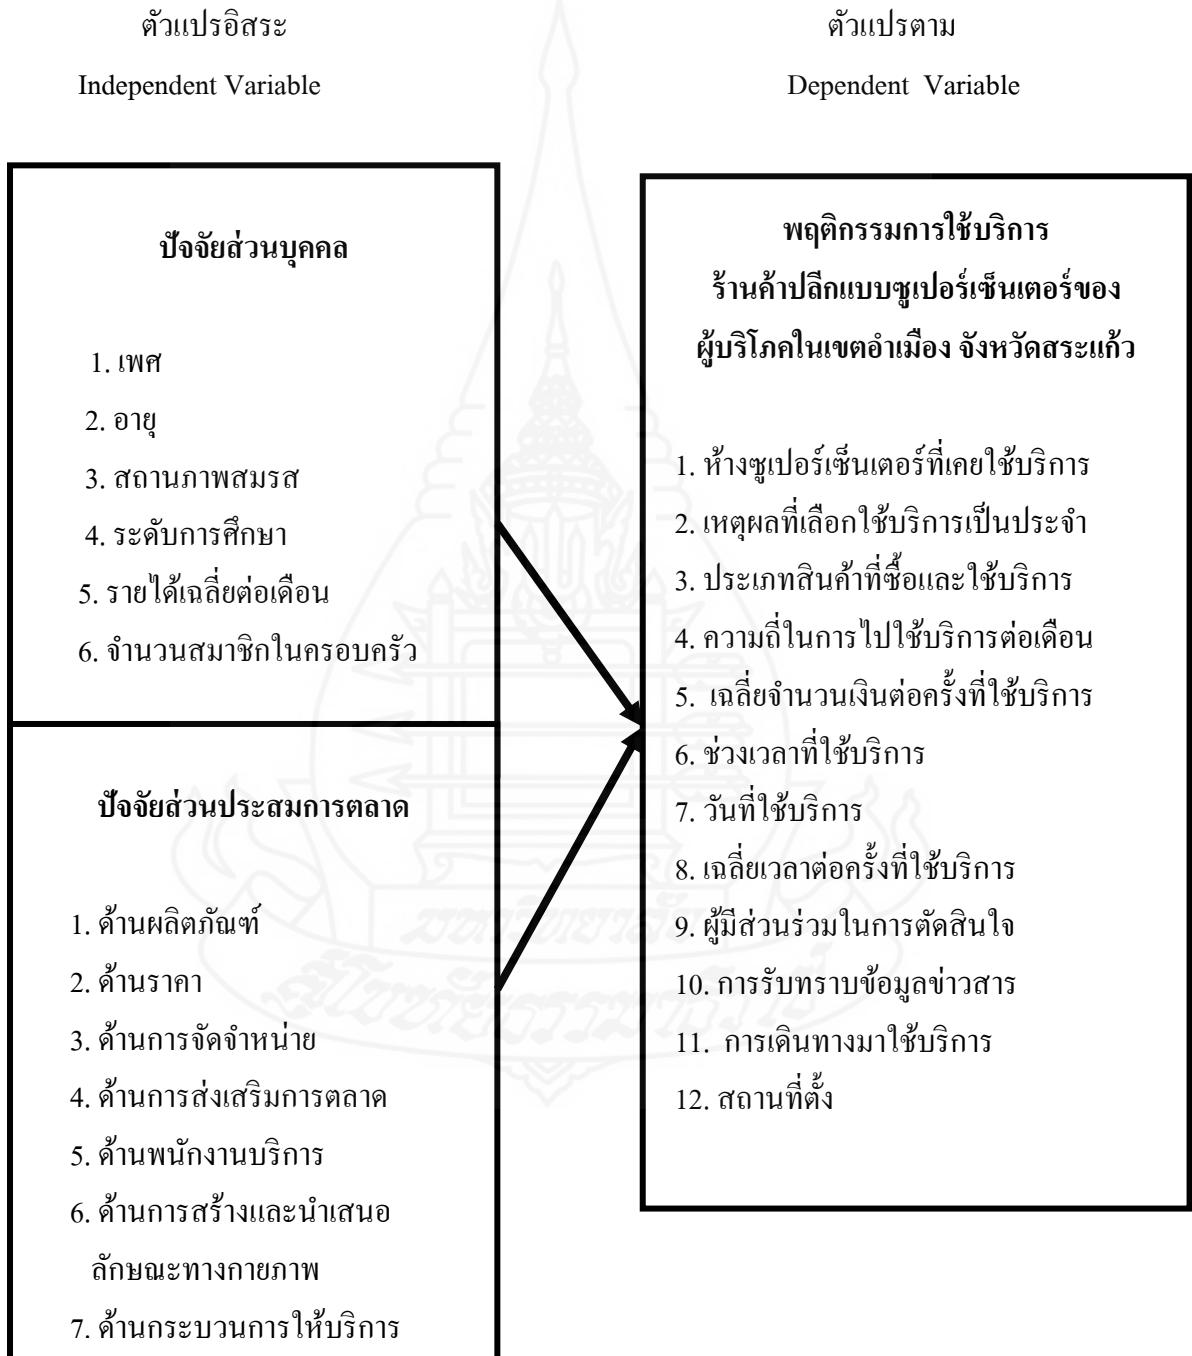 ตัวแปรอิสระ
Independent Variable
ปัจจัยส่วนบุคคล
1. เพศ
2. อายุ
3. สถานภาพสมรส
4. ระดับการศึกษา
5. รายได้เฉลี่ยต่อเดือน
6. จำนวนสมาชิกในครอบครัว
ปัจจัยส่วนประสมการตลาด
1. ด้านผลิตภัณฑ์
2. ด้านราคา
3. ด้านการจัดจำหน่าย
4. ด้านการส่งเสริมการตลาด
5. ด้านพนักงานบริการ
6. ด้านการสร้างและนำเสนอ
ลักษณะทางกายภาพ
7. ด้านกระบวนการให้บริการ
ตัวแปรตาม
Dependent Variable
พฤติกรรมการใช้บริการ
ร้านค้าปลีกแบบซูเปอร์เซ็นเตอร์ของ
ผู้บริโภคในเขตอำเมือง จังหวัดสระแก้ว
1. ห้างซูเปอร์เซ็นเตอร์ที่เคยใช้บริการ
2. เหตุผลที่เลือกใช้บริการเป็นประจำ
3. ประเภทสินค้าที่ซื้อและใช้บริการ
4. ความถี่ในการไปใช้บริการต่อเดือน
5. เฉลี่ยจำนวนเงินต่อครั้งที่ใช้บริการ
6. ช่วงเวลาที่ใช้บริการ
7. วันที่ใช้บริการ
8. เฉลี่ยเวลาต่อครั้งที่ใช้บริการ
9. ผู้มีส่วนร่วมในการตัดสินใจ
10. การรับทราบข้อมูลข่าวสาร
11. การเดินทางมาใช้บริการ
12. สถานที่ตั้ง
มหาวิทยาลัย
สุโขทัยธรรมาธิราช